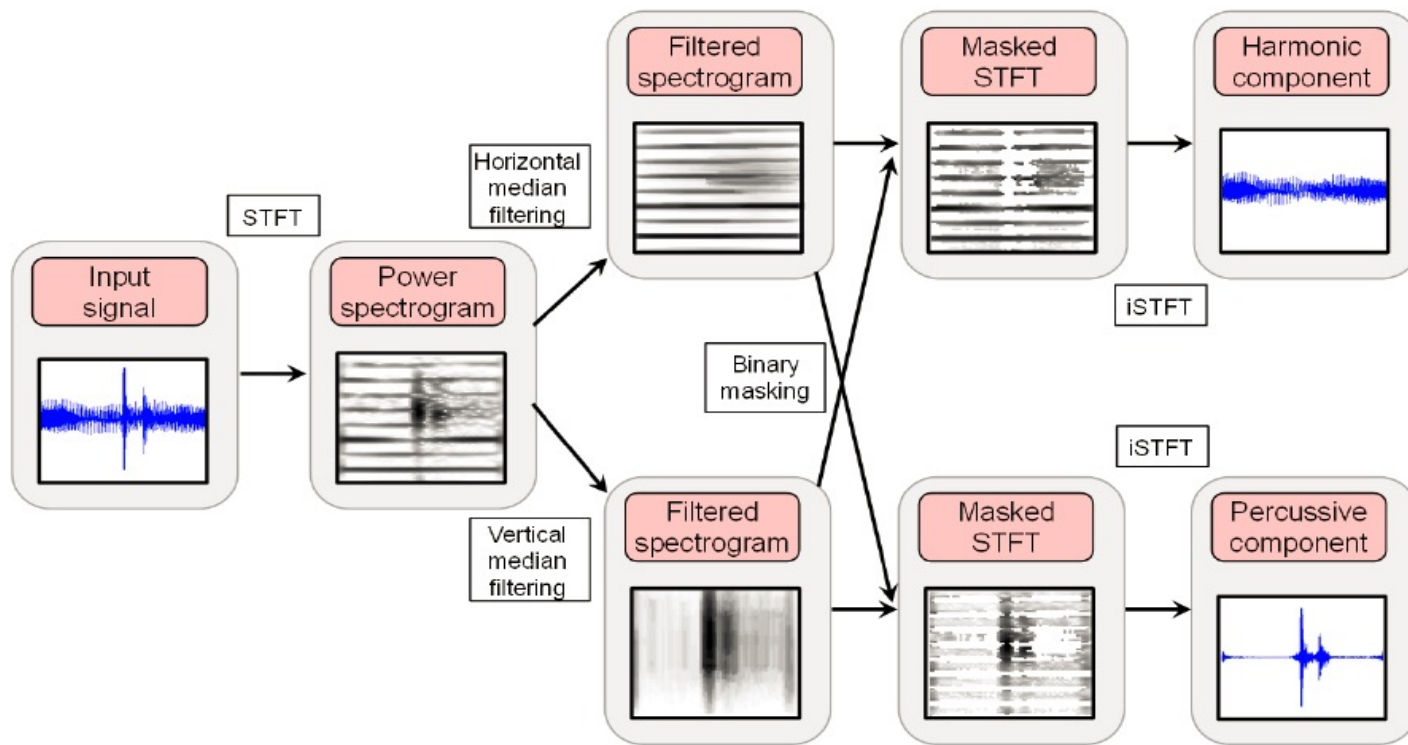 Filtered
spectrogram
Masked
STFT
Harmonic
component
Horizontal
median
filtering
STFT
Input
signal
Power
spectrogram
iSTFT
Binary
masking
iSTFT
Vertical
median
filtering
Filtered
spectrogram
Masked
STFT
Percussive
component